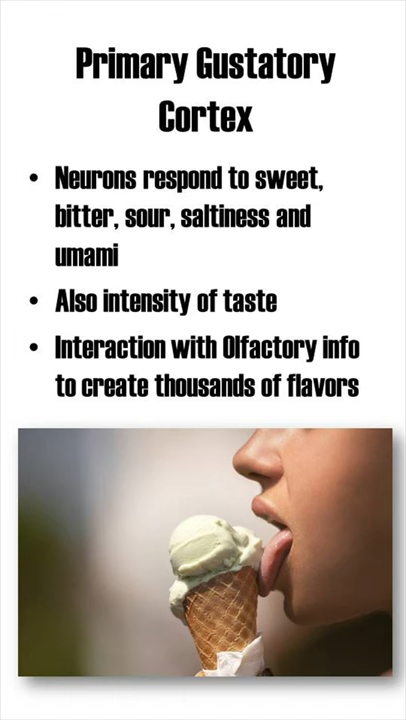 Primary Gustatory
Cortex
• Neurons respond to sweet,
bitter, sour, saltiness and
umami
• Also intensity of taste
• Interaction with Olfactory info
to create thousands of flavors